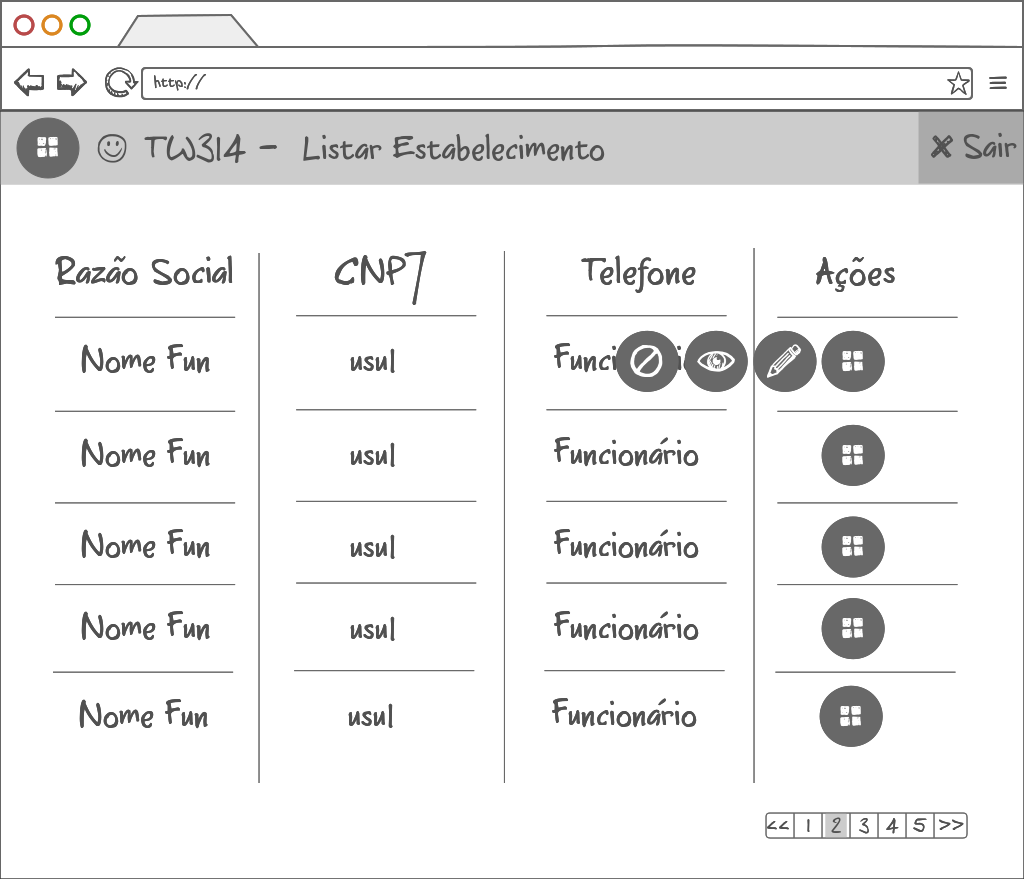 http://
TW314 - Listar Estabelecimento
X Sair
Razão Social CNPJ Telefone Ações
Nome Fun usul Funci
Nome Fun usul Funcionário
Nome Fun usul Funcionário
Nome Fun usul Funcionário
Nome Fun usul Funcionário
<< 1 2 3 4 5 >>